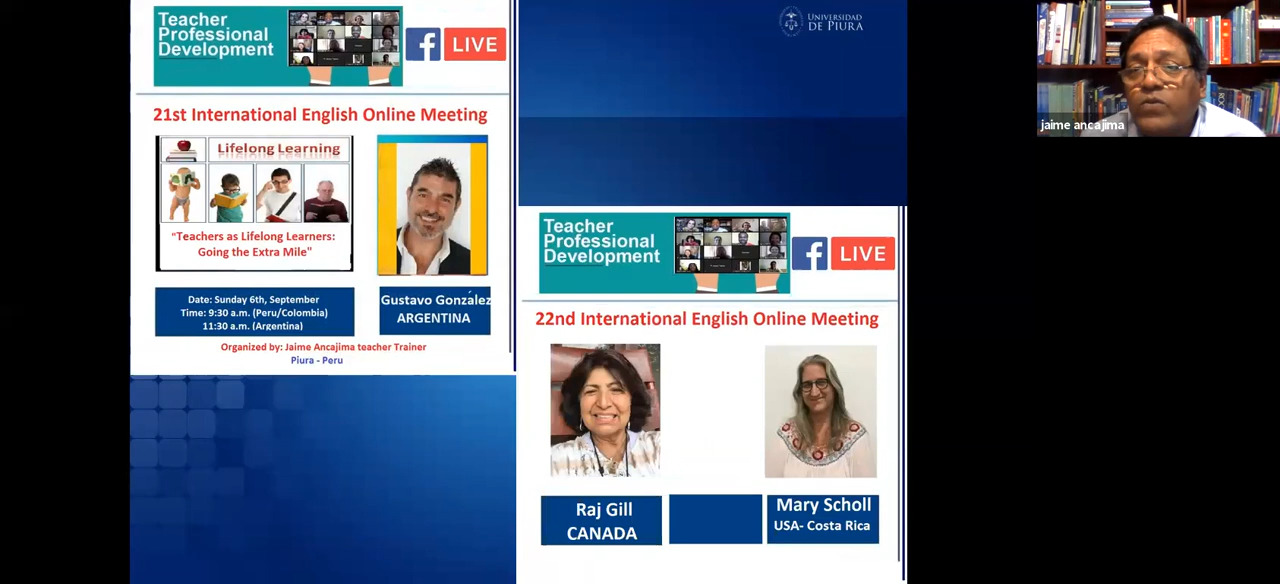 Teacher
Professional
Development
f LIVE
21st International English Online Meeting
Lifelong Learning
"Teachers as Lifelong Learners:
Going the Extra Mile"
Date: Sunday 6th, September
Time: 9:30 a.m. (Peru/Colombia)
11:30 a.m. (Argentina)
Gustavo González
ARGENTINA
Organized by: Jaime Ancajima teacher Trainer
Piura - Peru
UNIVERSIDAD
DE PIURA
Teacher
Professional
Development
f LIVE
22nd International English Online Meeting
Raj Gill
CANADA
Mary Scholl
USA- Costa Rica
jaime ancajima